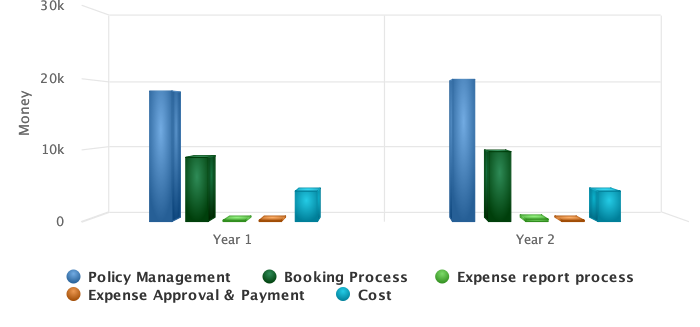 30k
20k
10k
0
Money
Year 1
Year 2
Policy Management
Booking Process
Expense report process
Expense Approval & Payment
Cost